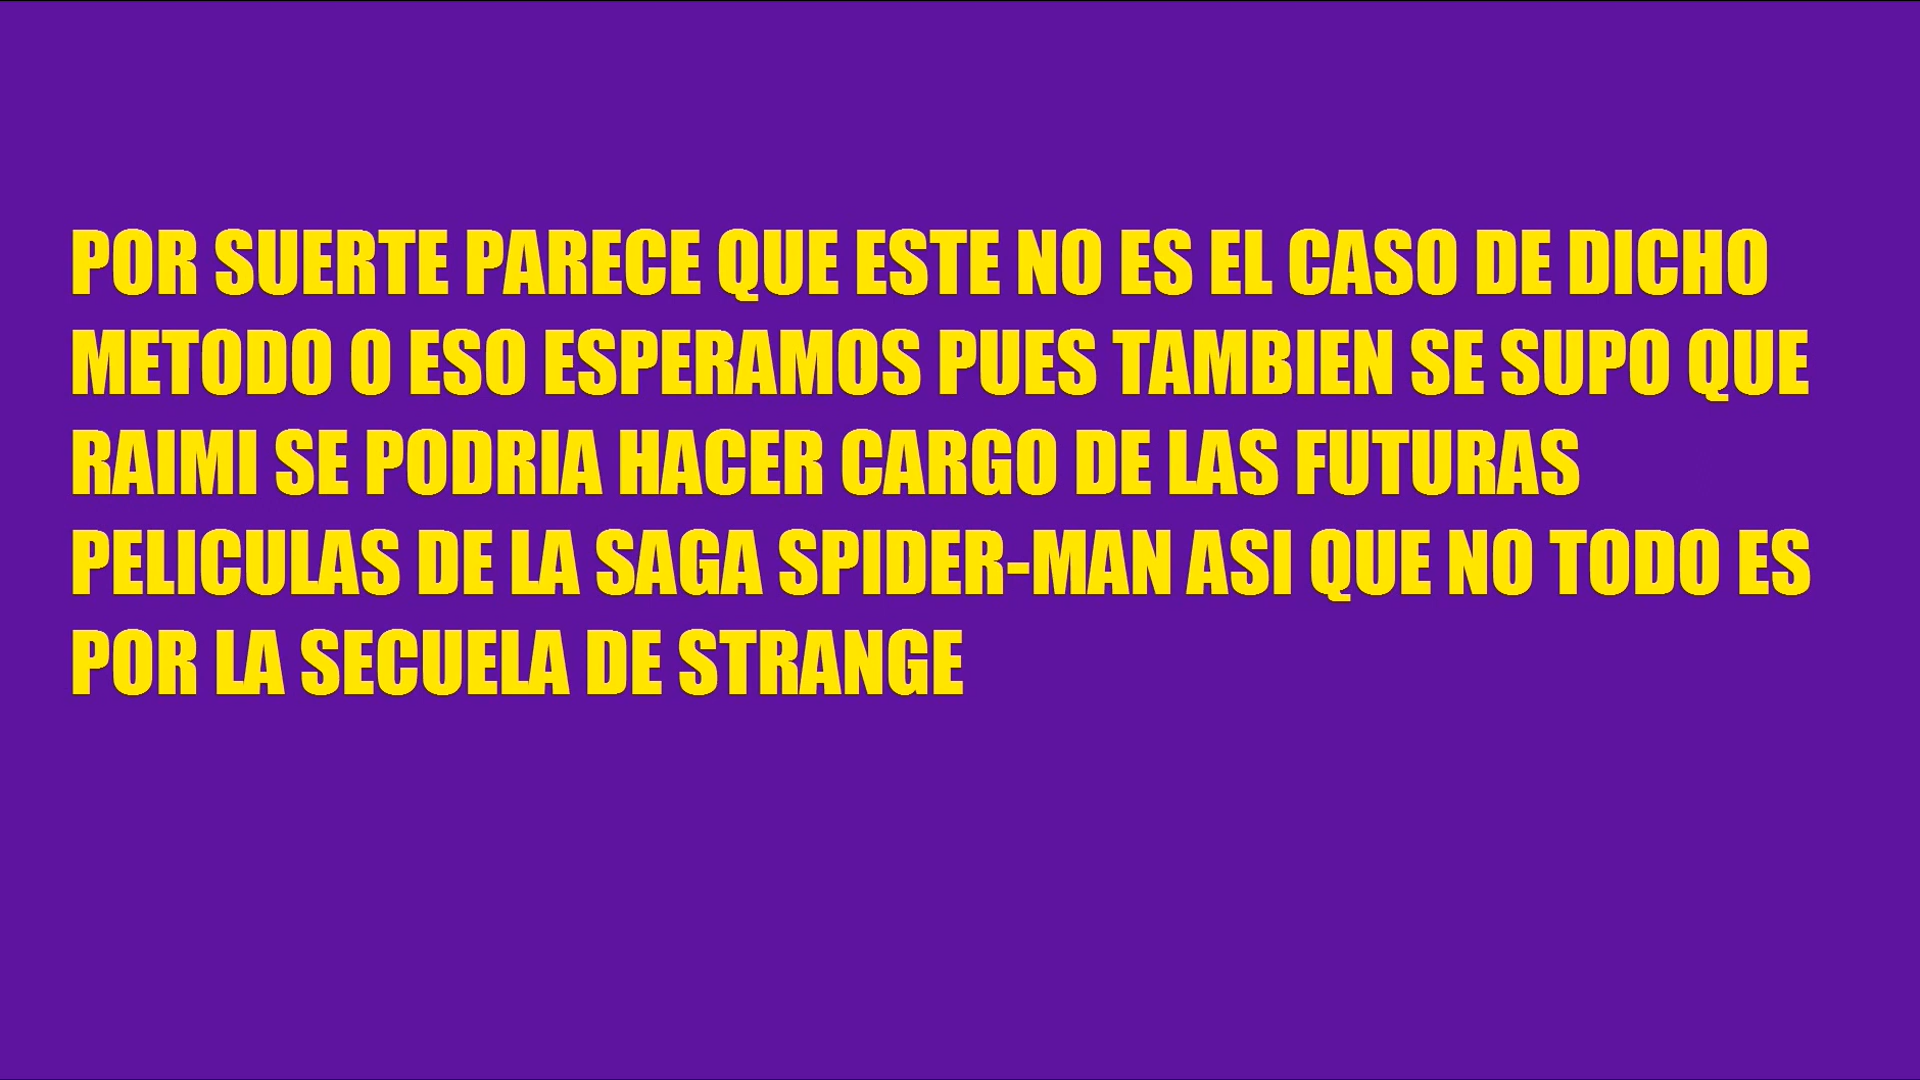 POR SUERTE PARECE QUE ESTE NO ES EL CASO DE DICHO
METODO O ESO ESPERAMOS PUES TAMBIEN SE SUPO QUE
RAIMI SE PODRIA HACER CARGO DE LAS FUTURAS
PELICULAS DE LA SAGA SPIDER-MAN ASI QUE NO TODO ES
POR LA SECUELA DE STRANGE